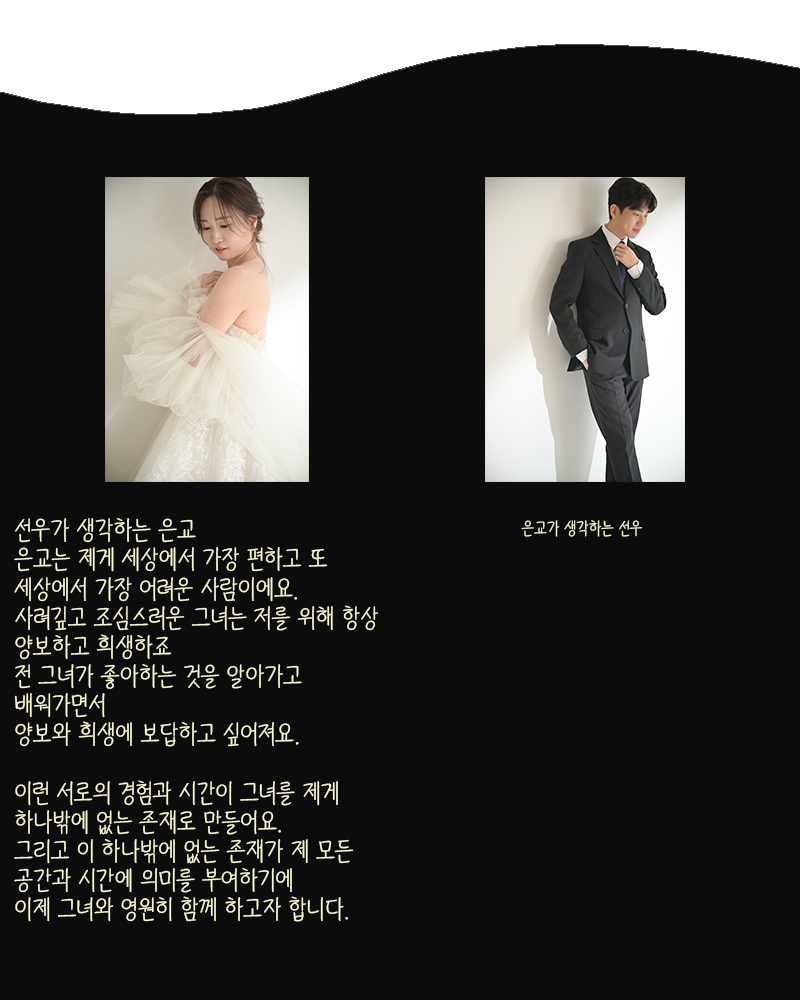 선우가 생각하는 은교
은교는 제게 세상에서 가장 편하고 또
세상에서 가장 어려운 사람이에요.
사려깊고 조심스러운 그녀는 저를 위해 항상
양보하고 희생하죠
전 그녀가 좋아하는 것을 알아가고
배워가면서
양보와 희생에 보답하고 싶어져요.
이런 서로의 경험과 시간이 그녀를 제게
하나밖에 없는 존재로 만들어요.
그리고 이 하나밖에 없는 존재가 제 모든
공간과 시간에 의미를 부여하기에
이제 그녀와 영원히 함께 하고자 합니다.
은교가 생각하는 선우